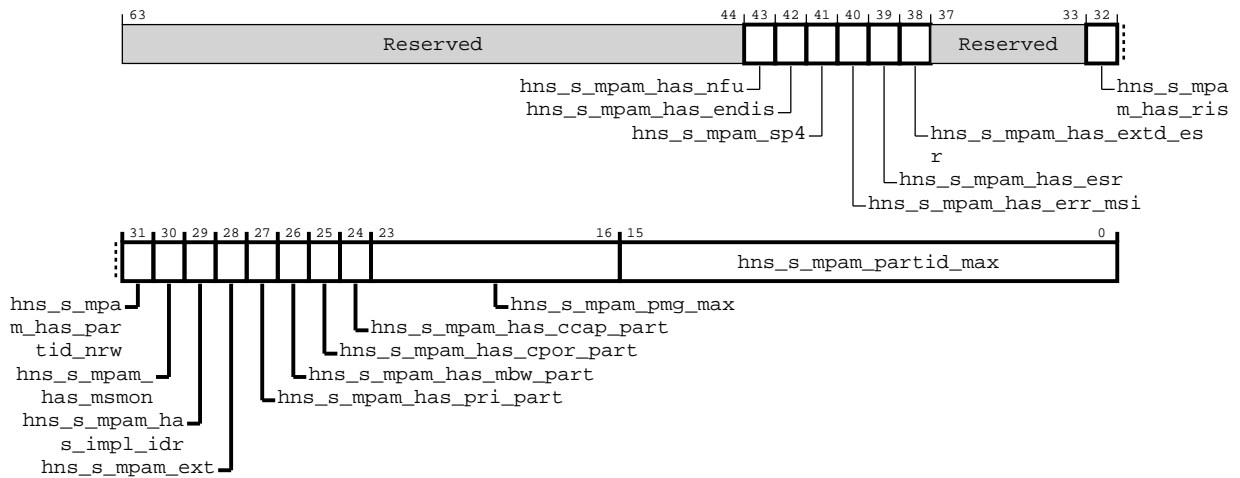 63 44 43 42 41 40 39 38 37 33 32
Reserved Reserved
hns_s_mpam_has_nfu
hns_s_mpam_has_endis
hns_s_mpam_sp4
hns_s_mpa
m_has_ris
hns_s_mpam_has_extd_es
r
hns_s_mpam_has_esr
hns_s_mpam_has_err_msi
31 30 29 28 27 26 25 24 23 16 15 0
hns_s_mpam_partid_max
hns_s_mpa
m_has_par
tid_nrw
hns_s_mpam_
has_msmon
hns_s_mpam_ha
s_impl_idr
hns_s_mpam_ext
hns_s_mpam_pmg_max
hns_s_mpam_has_ccap_part
hns_s_mpam_has_cpor_part
hns_s_mpam_has_mbw_part
hns_s_mpam_has_pri_part